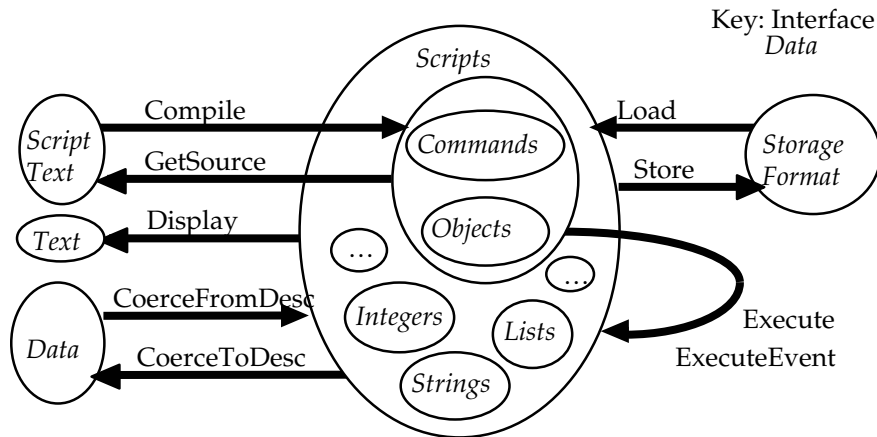 Key: Interface
Data
Scripts
Compile
Load
Script
Text
Commands
Storage
Format
GetSource
Store
Display
Text
Objects
...
...
CoerceFromDesc
Integers
Lists
Execute
Data
CoerceToDesc
ExecuteEvent
Strings